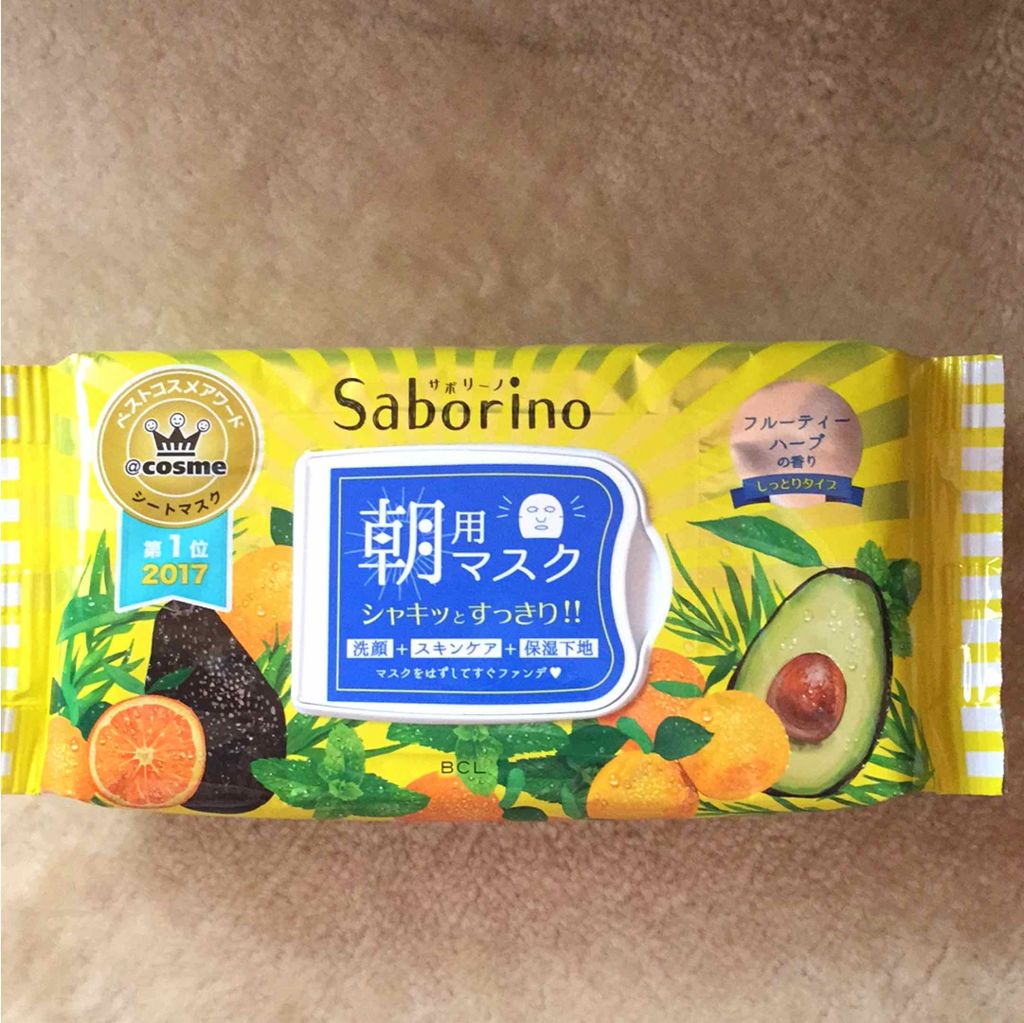 ベストコスメアワード
@cosme
シートマスク
第1位
2017
サボリーノ
Saborino
フルーティー
ハーブ
の香り
しっとりタイプ
朝用マスク
シャキッとすっきり!!
洗顔+スキンケア+保湿下地
マスクをはずしてすぐファンデ♥
BCL